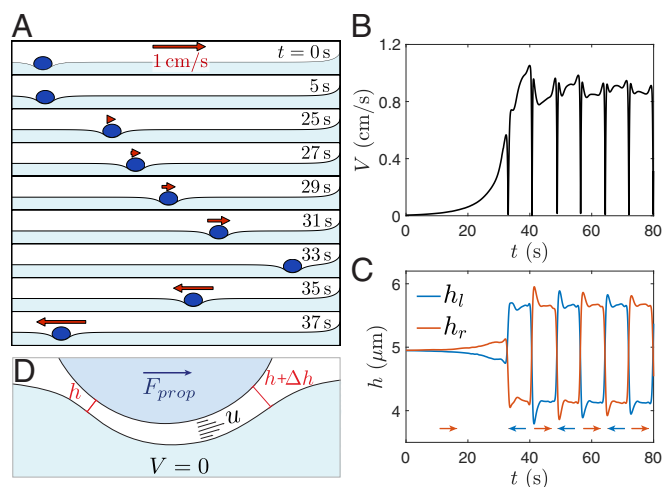 A
t = 0 s
1 cm/s
5 s
25 s
27 s
29 s
31 s
33 s
35 s
37 s
B
V (cm/s)
1.2
0.8
0.4
0
0 20 40 60 80
t (s)
C
h (μm)
6
5
4
h_l
h_r
0 20 40 60 80
t (s)
D
F_prop
h
h+Δh
u
V = 0